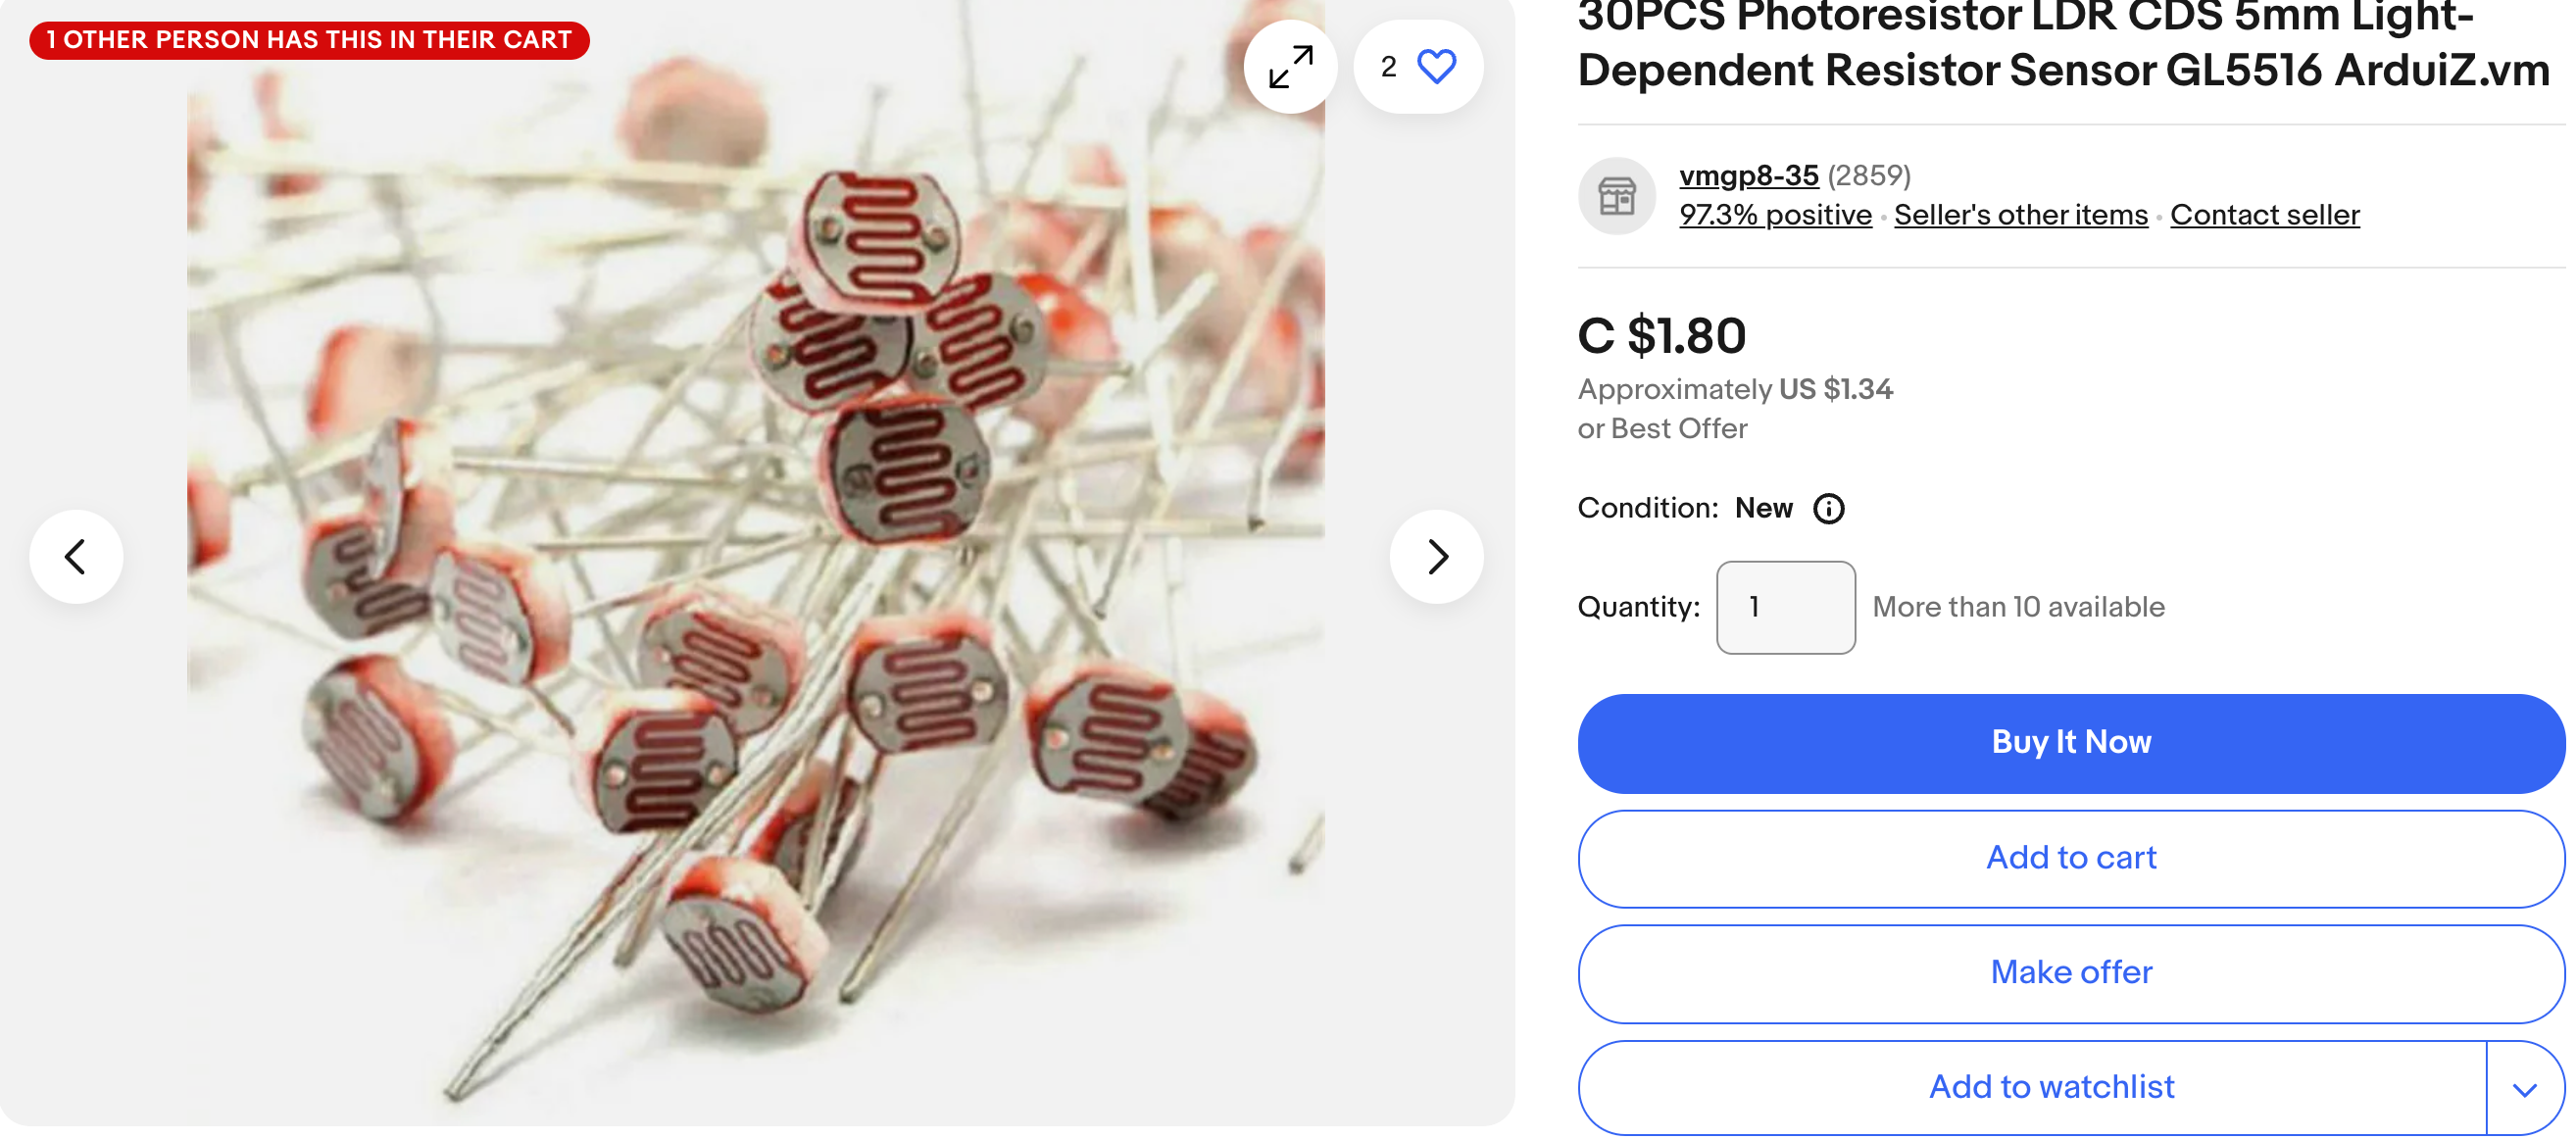 1 OTHER PERSON HAS THIS IN THEIR CART
2
30PCS Photoresistor LDR CDS 5mm Light-
Dependent Resistor Sensor GL5516 ArduiZ.vm
vmgp8-35 (2859)
97.3% positive • Seller's other items • Contact seller
C $1.80
Approximately US $1.34
or Best Offer
Condition: New
Quantity: 1 More than 10 available
Buy It Now
Add to cart
Make offer
Add to watchlist